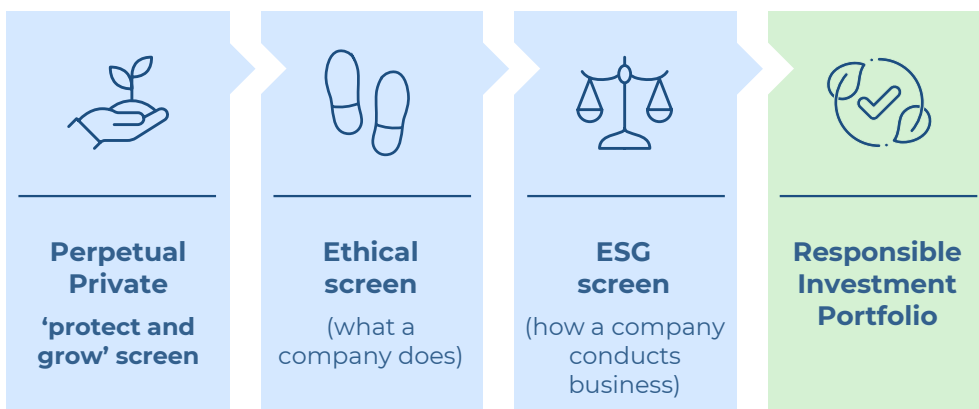 Perpetual
Private
‘protect and
grow’ screen
Ethical
screen
(what a
company does)
ESG
screen
(how a company
conducts
business)
Responsible
Investment
Portfolio